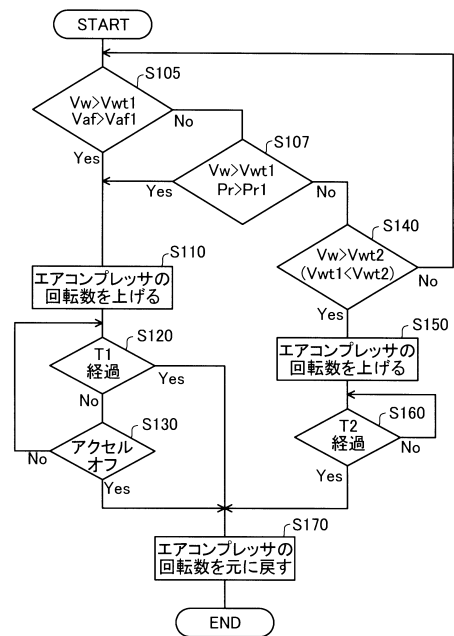 START
S105
Vw>Vwt1
Vaf>Vaf1
No
Yes
S107
Vw>Vwt1
Pr>Pr1
Yes
No
S140
Vw>Vwt2
(Vwt1<Vwt2)
No
Yes
S110
エアコンプレッサの
回転数を上げる
S120
T1
経過
Yes
No
S130
アクセル
オフ
No
Yes
S150
エアコンプレッサの
回転数を上げる
S160
T2
経過
No
Yes
S170
エアコンプレッサの
回転数を元に戻す
END